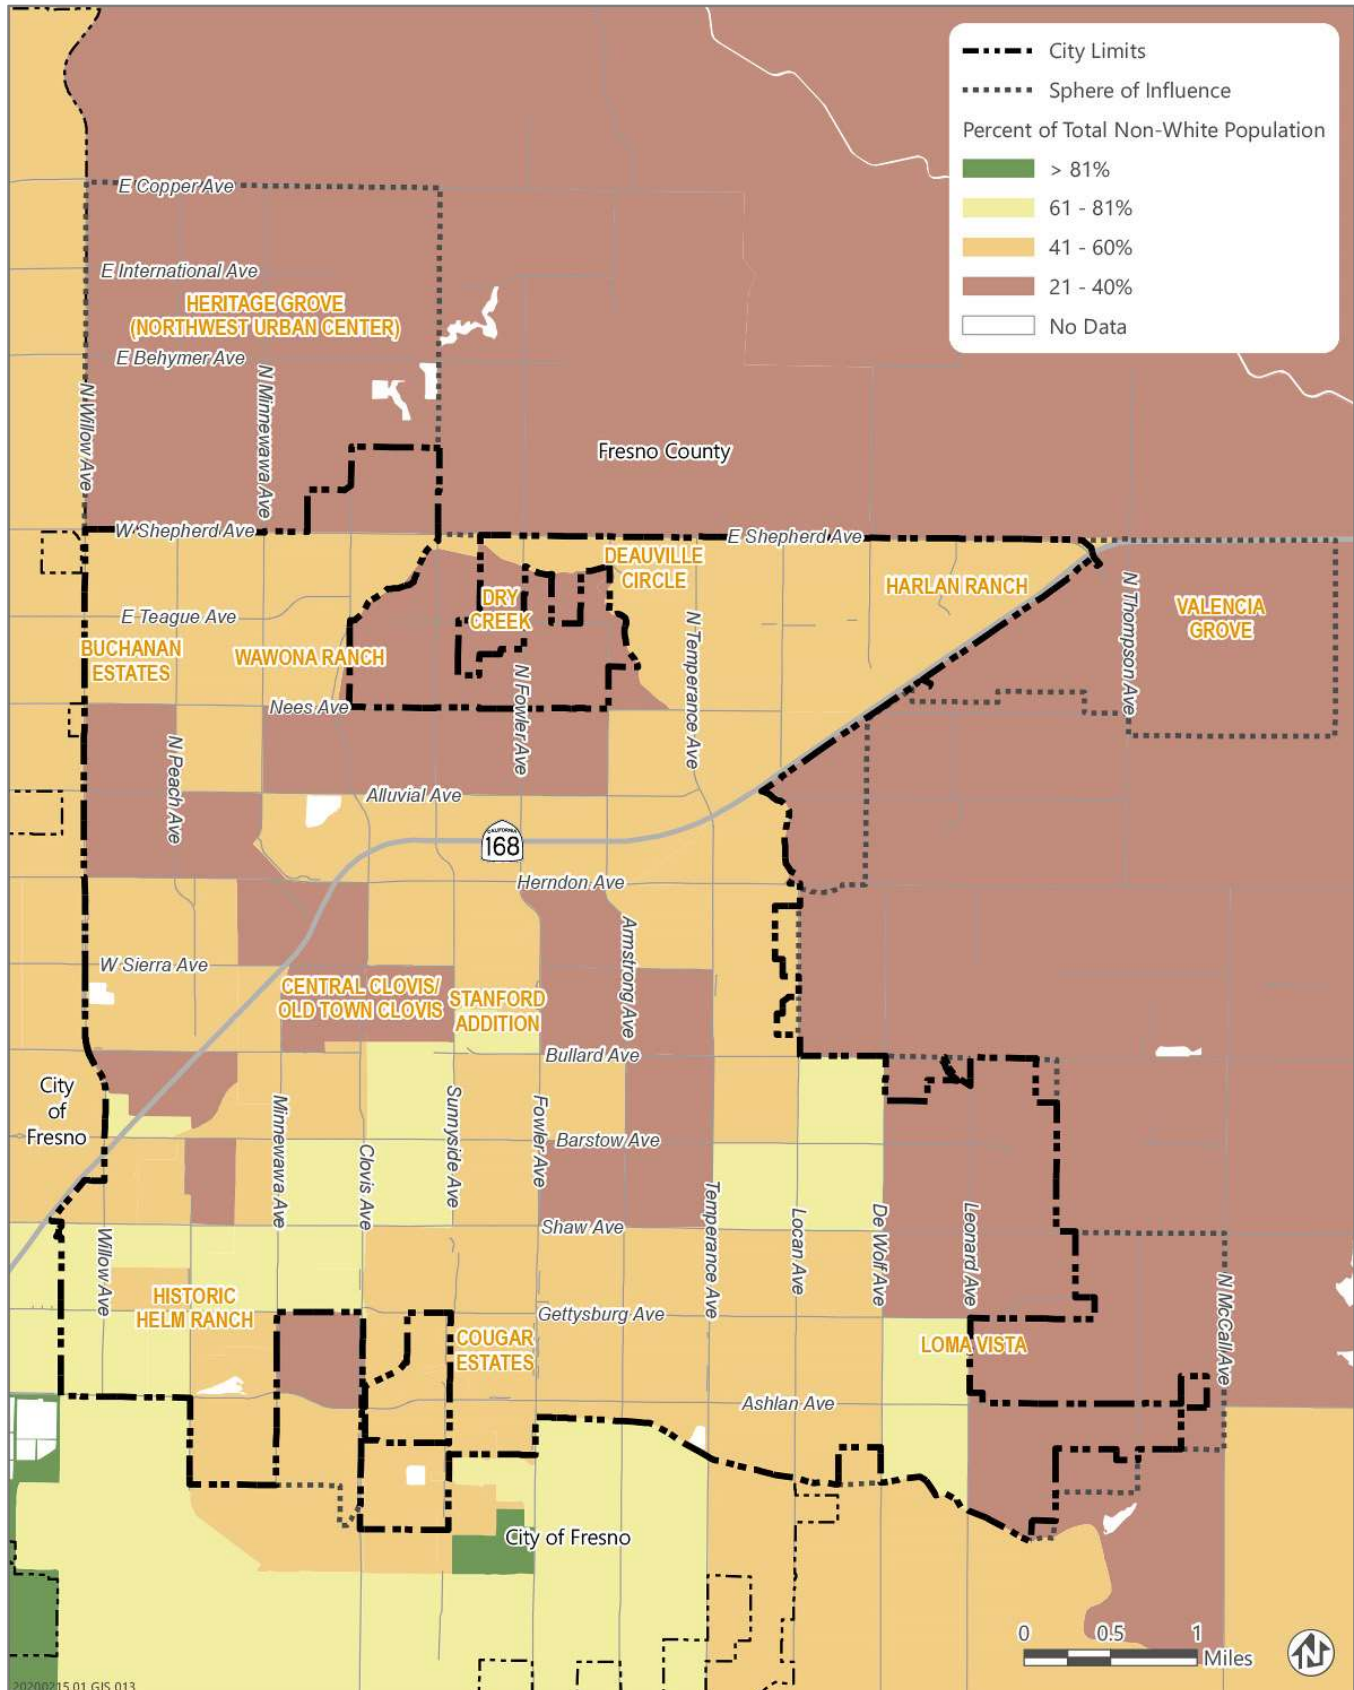 City Limits
Sphere of Influence
Percent of Total Non-White Population
> 81%
61 - 81%
41 - 60%
21 - 40%
No Data
E Copper Ave
E International Ave
HERITAGE GROVE
(NORTHWEST URBAN CENTER)
E Behymer Ave
N Willow Ave
N Minnewawa Ave
Fresno County
W Shepherd Ave
E Shepherd Ave
DEAUVILLE
CIRCLE
HARLAN RANCH
DRY
CREEK
N Thompson Ave
VALENCIA
GROVE
E Teague Ave
BUCHANAN
ESTATES
WAWONA RANCH
N Temperance Ave
N Fowler Ave
Nees Ave
N Peach Ave
Alluvial Ave
CALIFORNIA
168
Herndon Ave
Armstrong Ave
W Sierra Ave
CENTRAL CLOVIS/
OLD TOWN CLOVIS
STANFORD
ADDITION
Bullard Ave
City
of
Fresno
Minnewawa Ave
Clovis Ave
Sunnyside Ave
Fowler Ave
Barstow Ave
Temperance Ave
Locan Ave
De Wolf Ave
Leonard Ave
Shaw Ave
Willow Ave
HISTORIC
HELM RANCH
Gettysburg Ave
COUGAR
ESTATES
LOMA VISTA
N McCall Ave
Ashlan Ave
City of Fresno
0 0.5 1
Miles
N
20200215.01 GIS 013